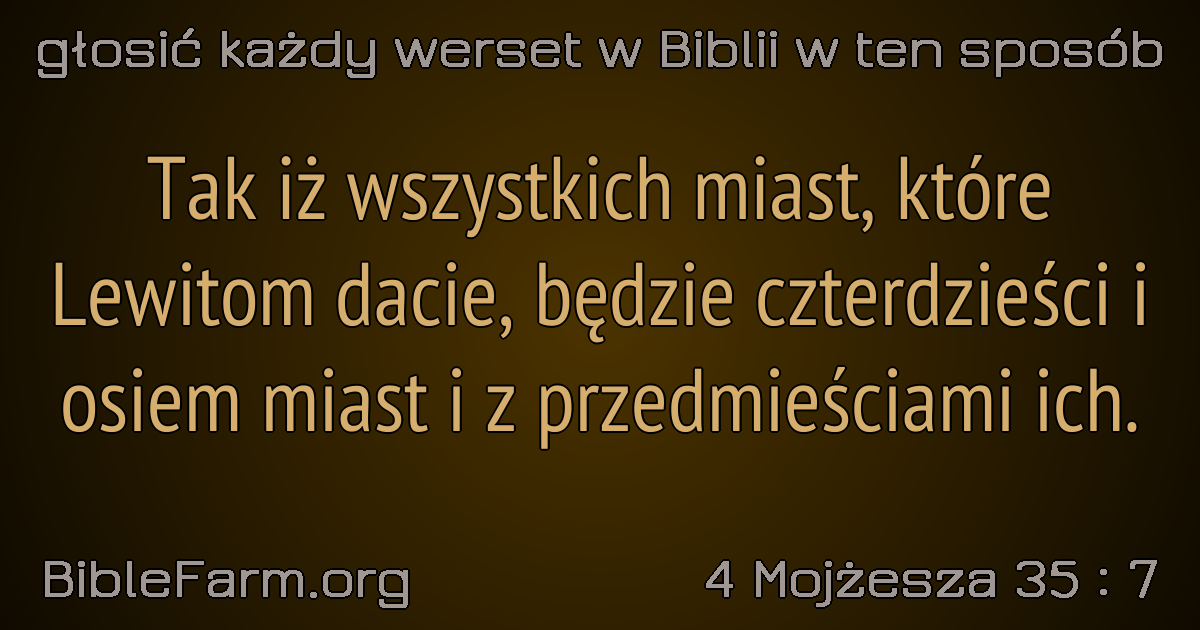 głosić każdy werset w Biblii w ten sposób
Tak iż wszystkich miast, które
Lewitom dacie, będzie czterdzieści i
osiem miast i z przedmieściami ich.
BibleFarm.org
4 Mojżesza 35 : 7